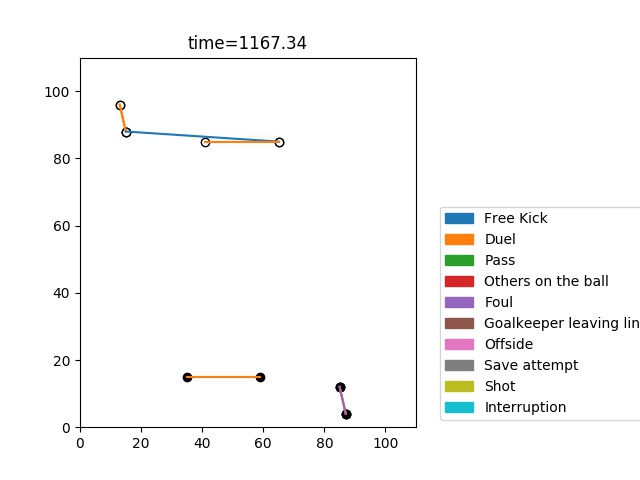 time=1167.34
100
80
60
40
20
0
0 20 40 60 80 100
Free Kick
Duel
Pass
Others on the ball
Foul
Goalkeeper leaving lin
Offside
Save attempt
Shot
Interruption